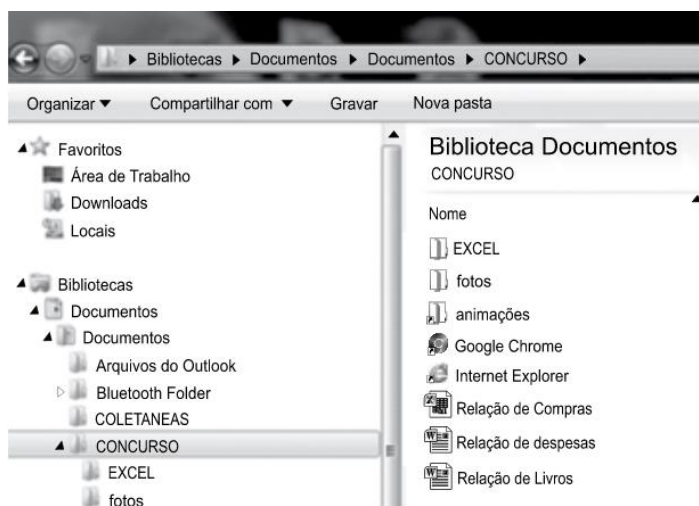 Bibliotecas Documentos Documentos CONCURSO
Organizar Compartilhar com Gravar Nova pasta
Favoritos
Área de Trabalho
Downloads
Locais
Bibliotecas
Documentos
Documentos
Arquivos do Outlook
Bluetooth Folder
COLETANEAS
CONCURSO
EXCEL
fotos
Biblioteca Documentos
CONCURSO
Nome
EXCEL
fotos
animações
Google Chrome
Internet Explorer
Relação de Compras
Relação de despesas
Relação de Livros